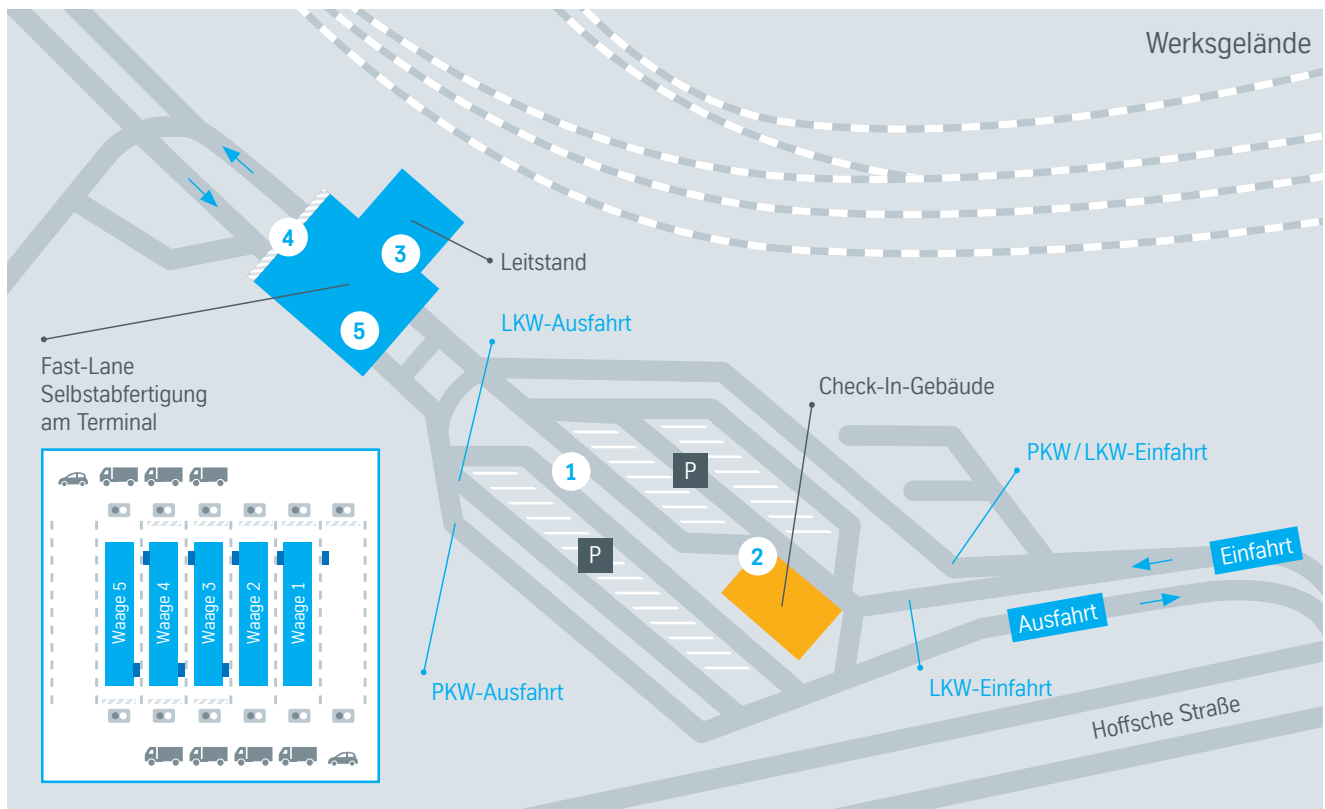 Werksgelände
4
3
Leitstand
5
LKW-Ausfahrt
Fast-Lane
Selbstabfertigung
am Terminal
Check-In-Gebäude
PKW/LKW-Einfahrt
1
P
P
2
Einfahrt
Ausfahrt
PKW-Ausfahrt
LKW-Einfahrt
Hoffsche Straße
Waage 5
Waage 4
Waage 3
Waage 2
Waage 1